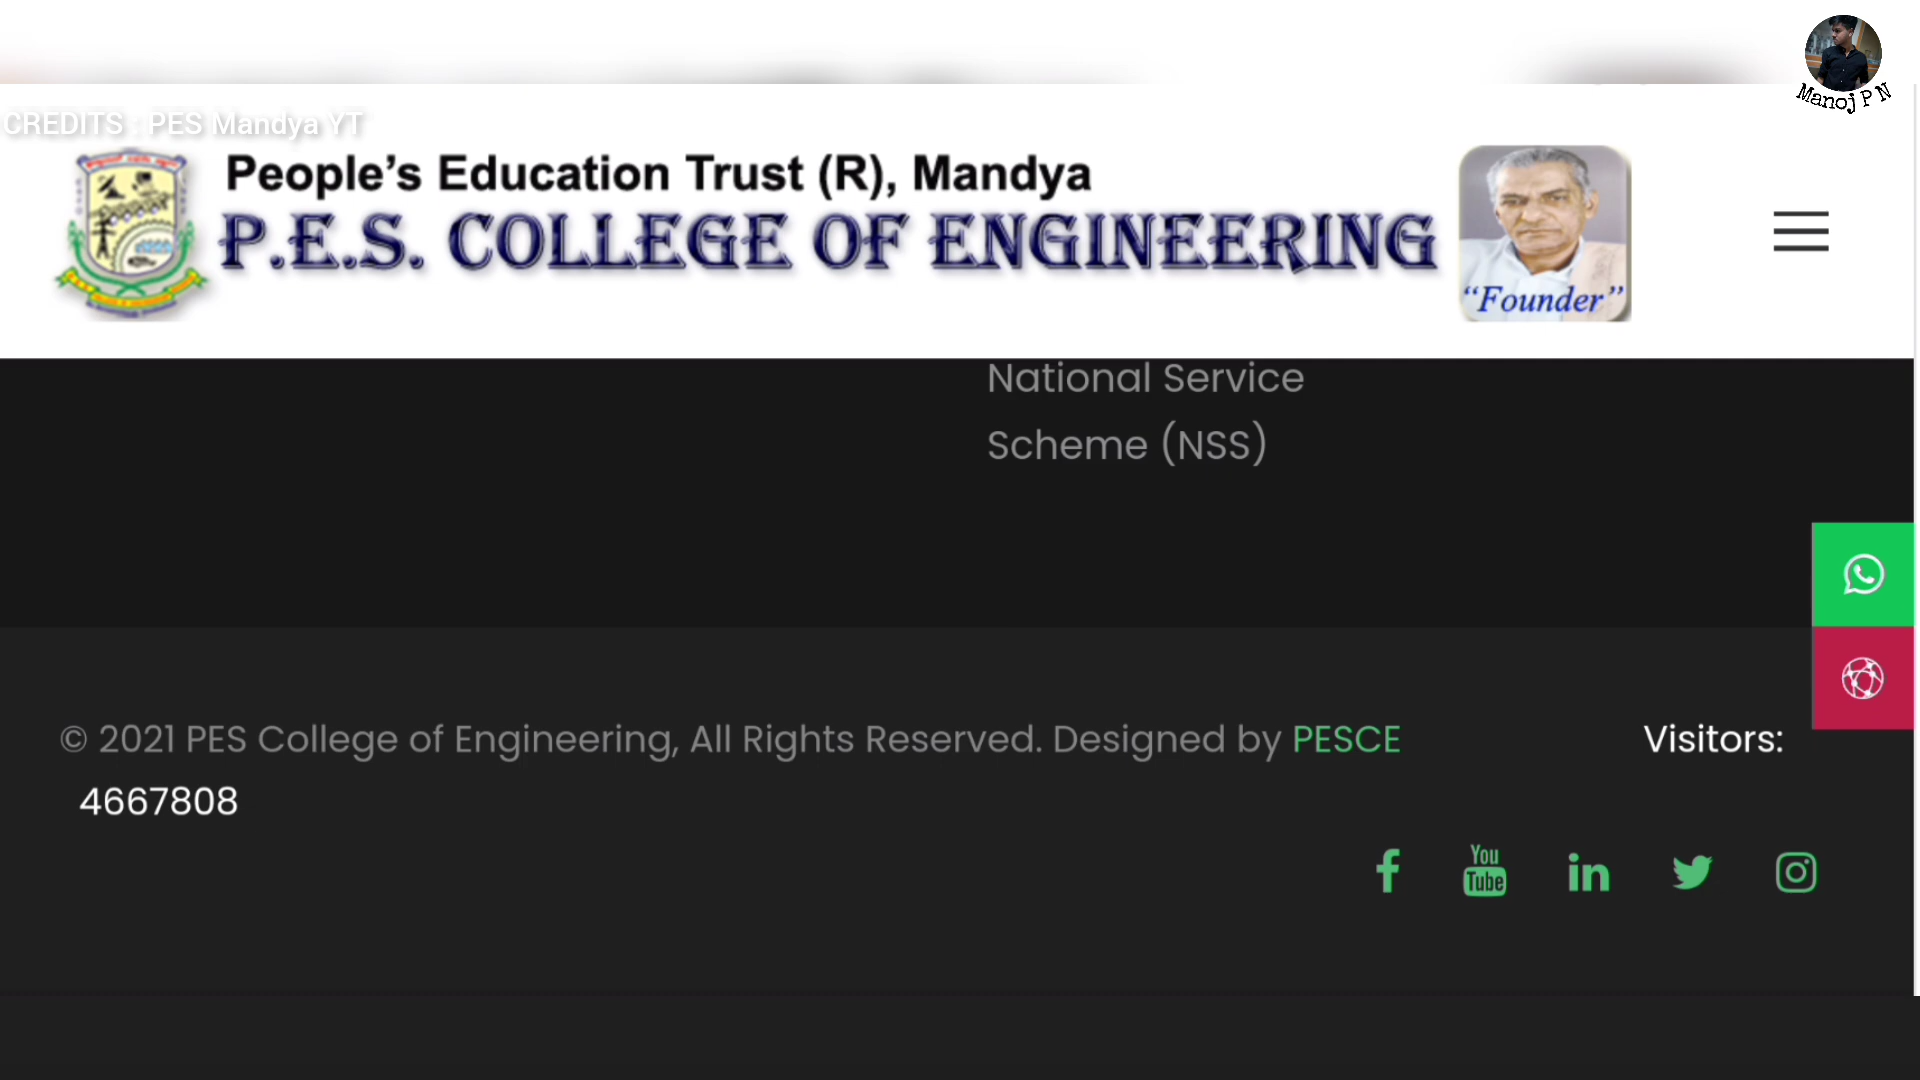 Manoj P N
CREDITS : PES Mandya YT
People’s Education Trust (R), Mandya
P.E.S. COLLEGE OF ENGINEERING
“Founder”
National Service
Scheme (NSS)
© 2021 PES College of Engineering, All Rights Reserved. Designed by PESCE
Visitors:
4667808
You
Tube
in